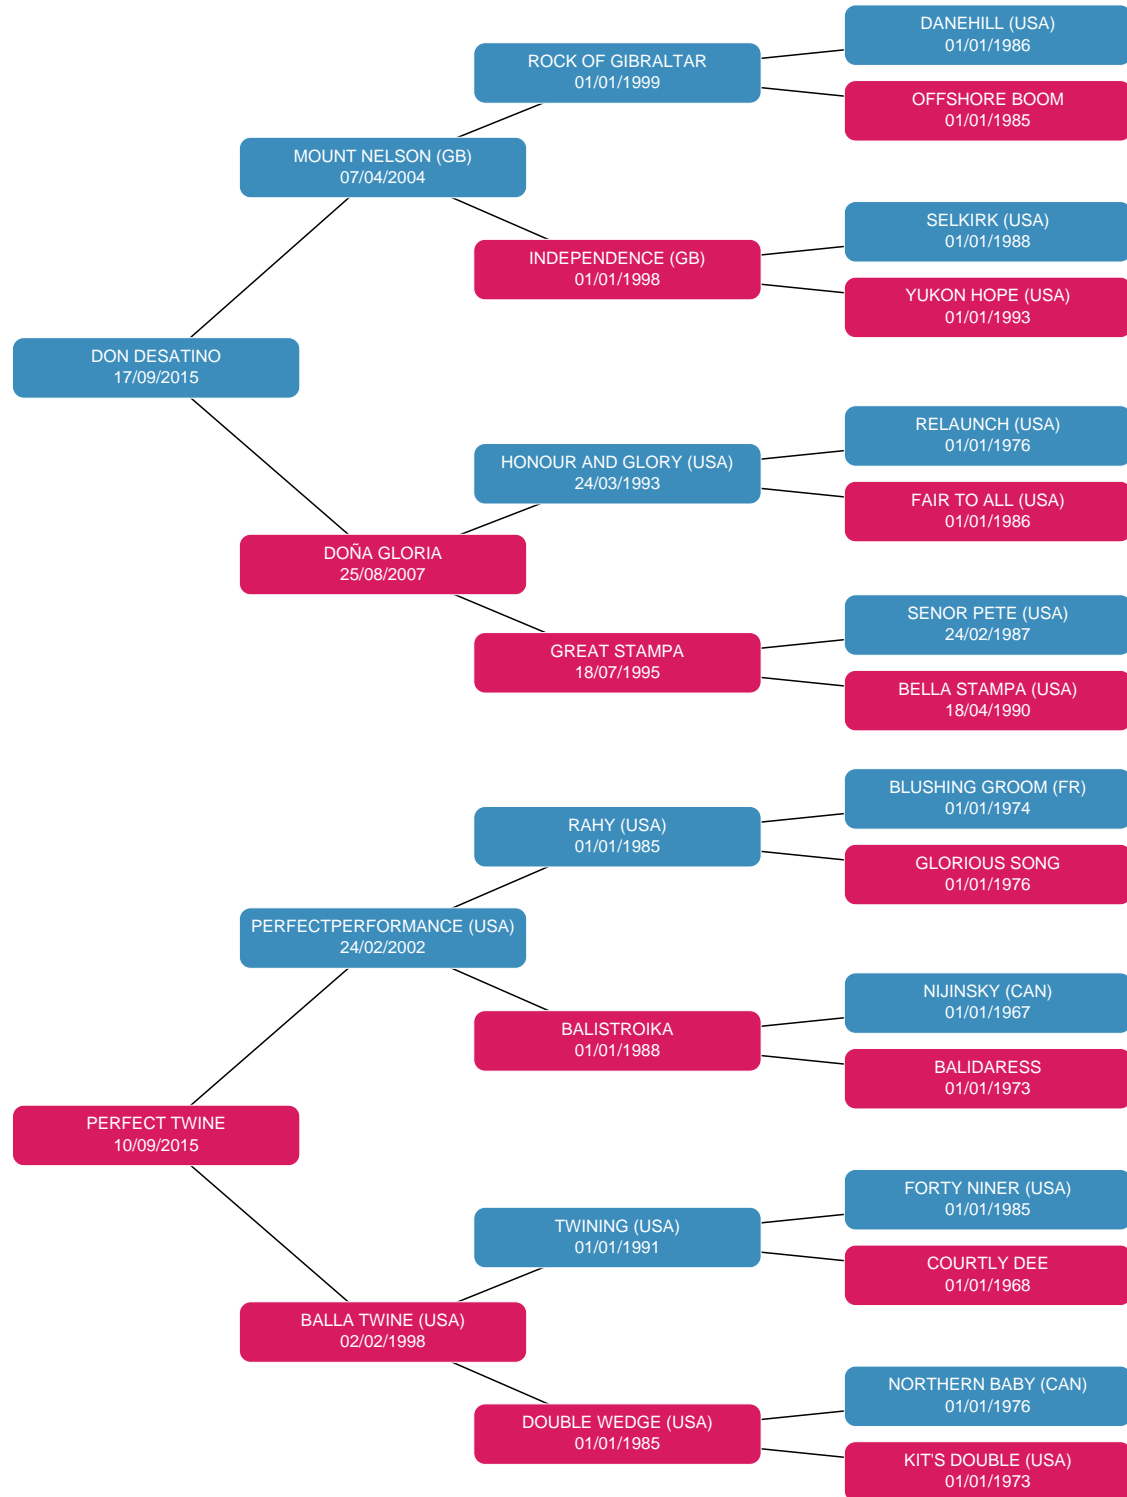 DANEHILL (USA)
01/01/1986
ROCK OF GIBRALTAR
01/01/1999
OFFSHORE BOOM
01/01/1985
MOUNT NELSON (GB)
07/04/2004
SELKIRK (USA)
01/01/1988
INDEPENDENCE (GB)
01/01/1998
YUKON HOPE (USA)
01/01/1993
DON DESATINO
17/09/2015
RELAUNCH (USA)
01/01/1976
HONOUR AND GLORY (USA)
24/03/1993
FAIR TO ALL (USA)
01/01/1986
DOÑA GLORIA
25/08/2007
SENOR PETE (USA)
24/02/1987
GREAT STAMPA
18/07/1995
BELLA STAMPA (USA)
18/04/1990
BLUSHING GROOM (FR)
01/01/1974
RAHY (USA)
01/01/1985
GLORIOUS SONG
01/01/1976
PERFECTPERFORMANCE (USA)
24/02/2002
NIJINSKY (CAN)
01/01/1967
BALISTROIKA
01/01/1988
BALIDARESS
01/01/1973
PERFECT TWINE
10/09/2015
FORTY NINER (USA)
01/01/1985
TWINING (USA)
01/01/1991
COURTLY DEE
01/01/1968
BALLA TWINE (USA)
02/02/1998
NORTHERN BABY (CAN)
01/01/1976
DOUBLE WEDGE (USA)
01/01/1985
KIT'S DOUBLE (USA)
01/01/1973